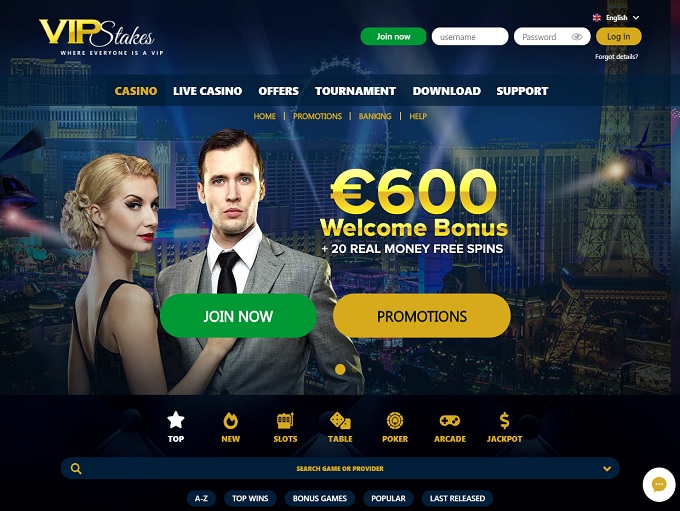 English
VIPStakes
WHERE EVERYONE IS A VIP
Join now
username
Password
Log in
Forgot details?
CASINO LIVE CASINO OFFERS TOURNAMENT DOWNLOAD SUPPORT
HOME | PROMOTIONS | BANKING | HELP
€600
Welcome Bonus
+ 20 REAL MONEY FREE SPINS
JOIN NOW
PROMOTIONS
TOP NEW SLOTS TABLE POKER ARCADE JACKPOT
SEARCH GAME OR PROVIDER
A-Z TOP WINS BONUS GAMES POPULAR LAST RELEASED